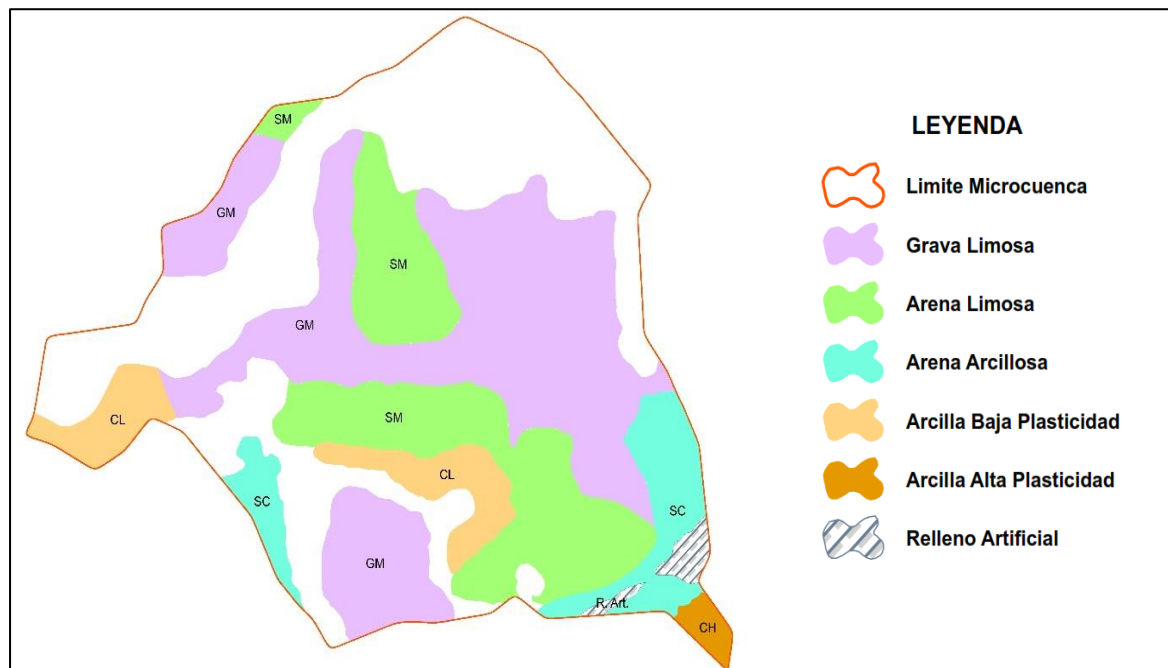 SM
GM
SM
GM
CL
SM
CL
SC
SC
GM
R. Art.
CH
LEYENDA
Limite Microcuenca
Grava Limosa
Arena Limosa
Arena Arcillosa
Arcilla Baja Plasticidad
Arcilla Alta Plasticidad
Relleno Artificial